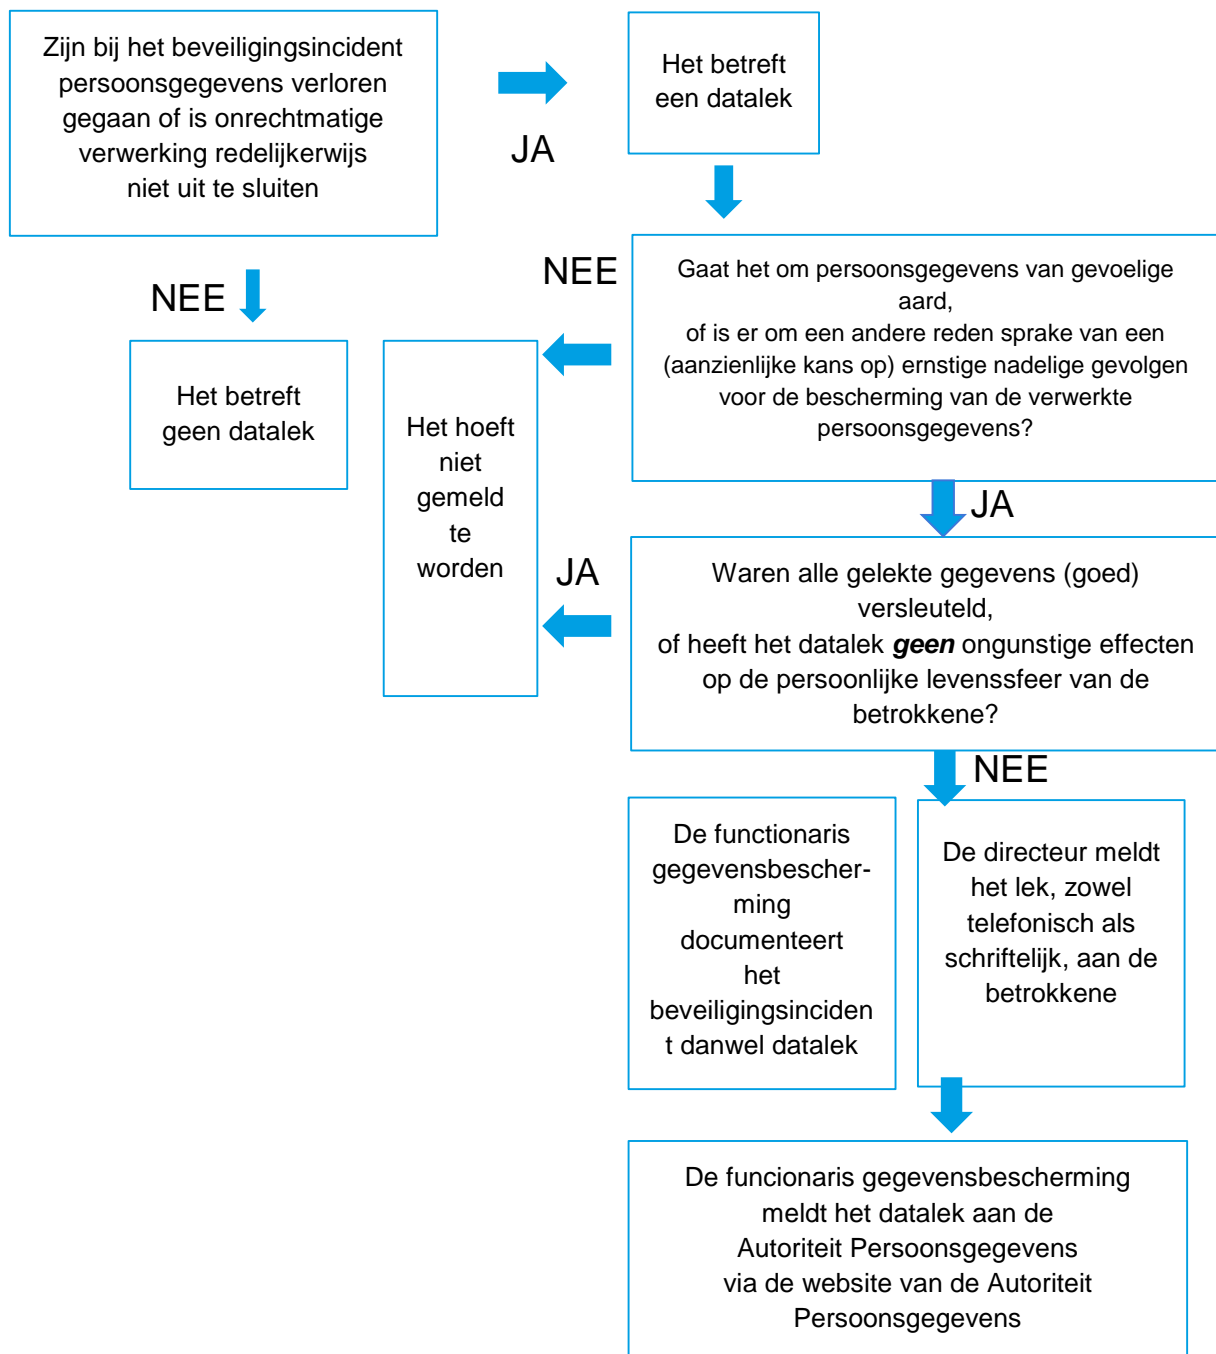 Zijn bij het beveiligingsincident
persoonsgegevens verloren
gegaan of is onrechtmatige
verwerking redelijkerwijs
niet uit te sluiten
JA
Het betreft
een datalek
NEE
Het betreft
geen datalek
NEE
Gaat het om persoonsgegevens van gevoelige
aard,
of is er om een andere reden sprake van een
(aanzienlijke kans op) ernstige nadelige gevolgen
voor de bescherming van de verwerkte
persoonsgegevens?
Het hoeft
niet
gemeld
te
worden
JA
JA
Waren alle gelekte gegevens (goed)
versleuteld,
of heeft het datalek geen ongunstige effecten
op de persoonlijke levenssfeer van de
betrokkene?
NEE
De functionaris
gegevensbescher-
ming
documenteert
het
beveiligingsinciden
t danwel datalek
De directeur meldt
het lek, zowel
telefonisch als
schriftelijk, aan de
betrokkene
De funcionaris gegevensbescherming
meldt het datalek aan de
Autoriteit Persoonsgegevens
via de website van de Autoriteit
Persoonsgegevens